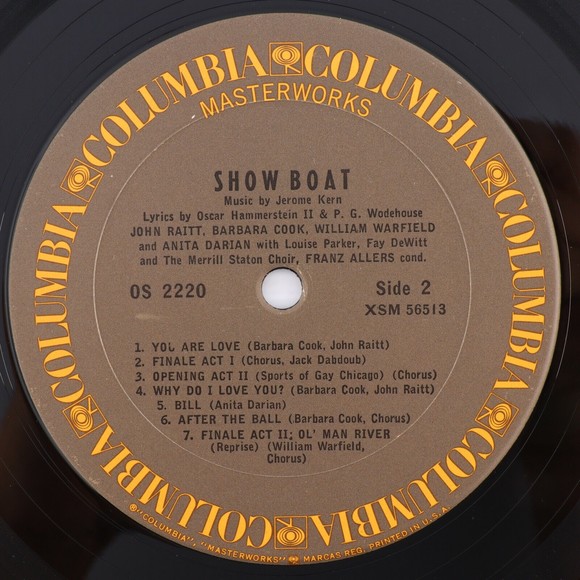 COLUMBIA COLUMBIA COLUMBIA COLUMBIA COLUMBIA COLUMBIA
MASTERWORKS
SHOW BOAT
Music by Jerome Kern
Lyrics by Oscar Hammerstein II & P. G. Wodehouse
JOHN RAITT, BARBARA COOK, WILLIAM WARFIELD
and ANITA DARIAN with Louise Parker, Fay DeWitt
and The Merrill Staton Choir, FRANZ ALLERS cond.
OS 2220
Side 2
XSM 56513
1. YOU ARE LOVE (Barbara Cook, John Raitt)
2. FINALE ACT I (Chorus, Jack Dabdoub)
3. OPENING ACT II (Sports of Gay Chicago) (Chorus)
4. WHY DO I LOVE YOU? (Barbara Cook, John Raitt)
5. BILL (Anita Darian)
6. AFTER THE BALL (Barbara Cook, Chorus)
7. FINALE ACT II; OL' MAN RIVER
(Reprise) (William Warfield,
Chorus)
®"COLUMBIA", "MASTERWORKS" MARCAS REG. PRINTED IN U.S.A.